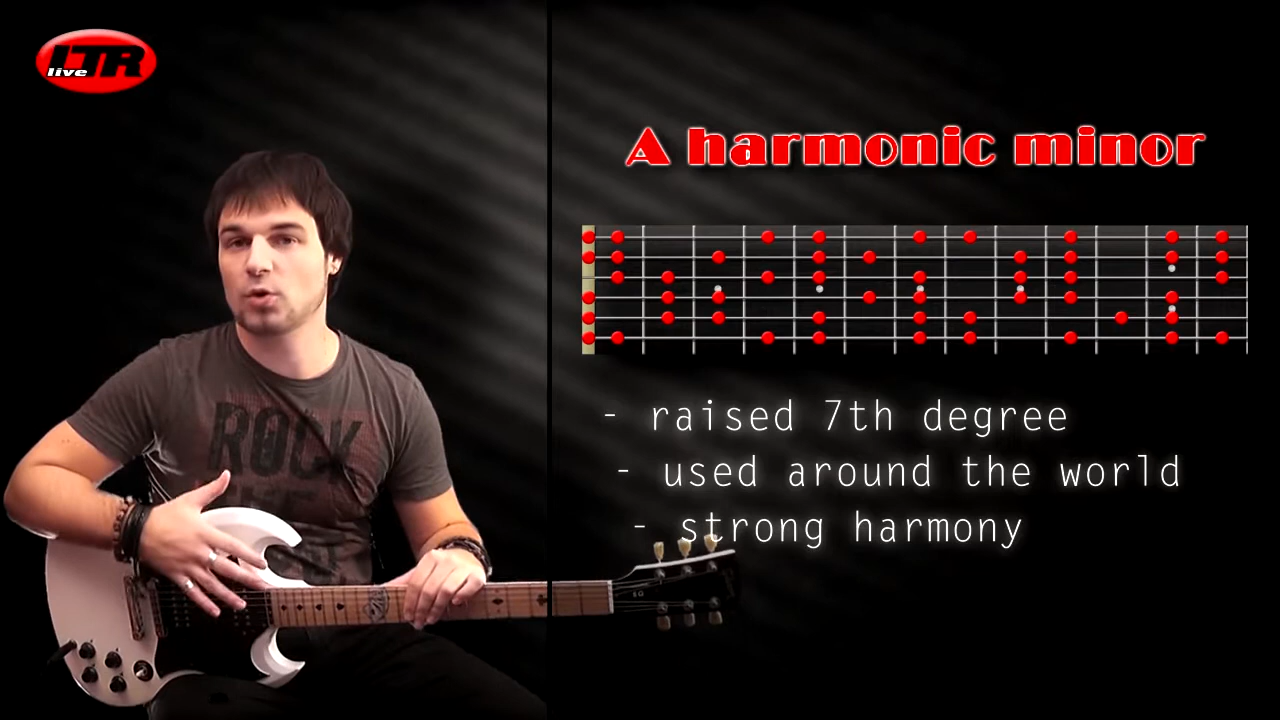 LTR
live
A harmonic minor
- raised 7th degree
- used around the world
- strong harmony
ROCK